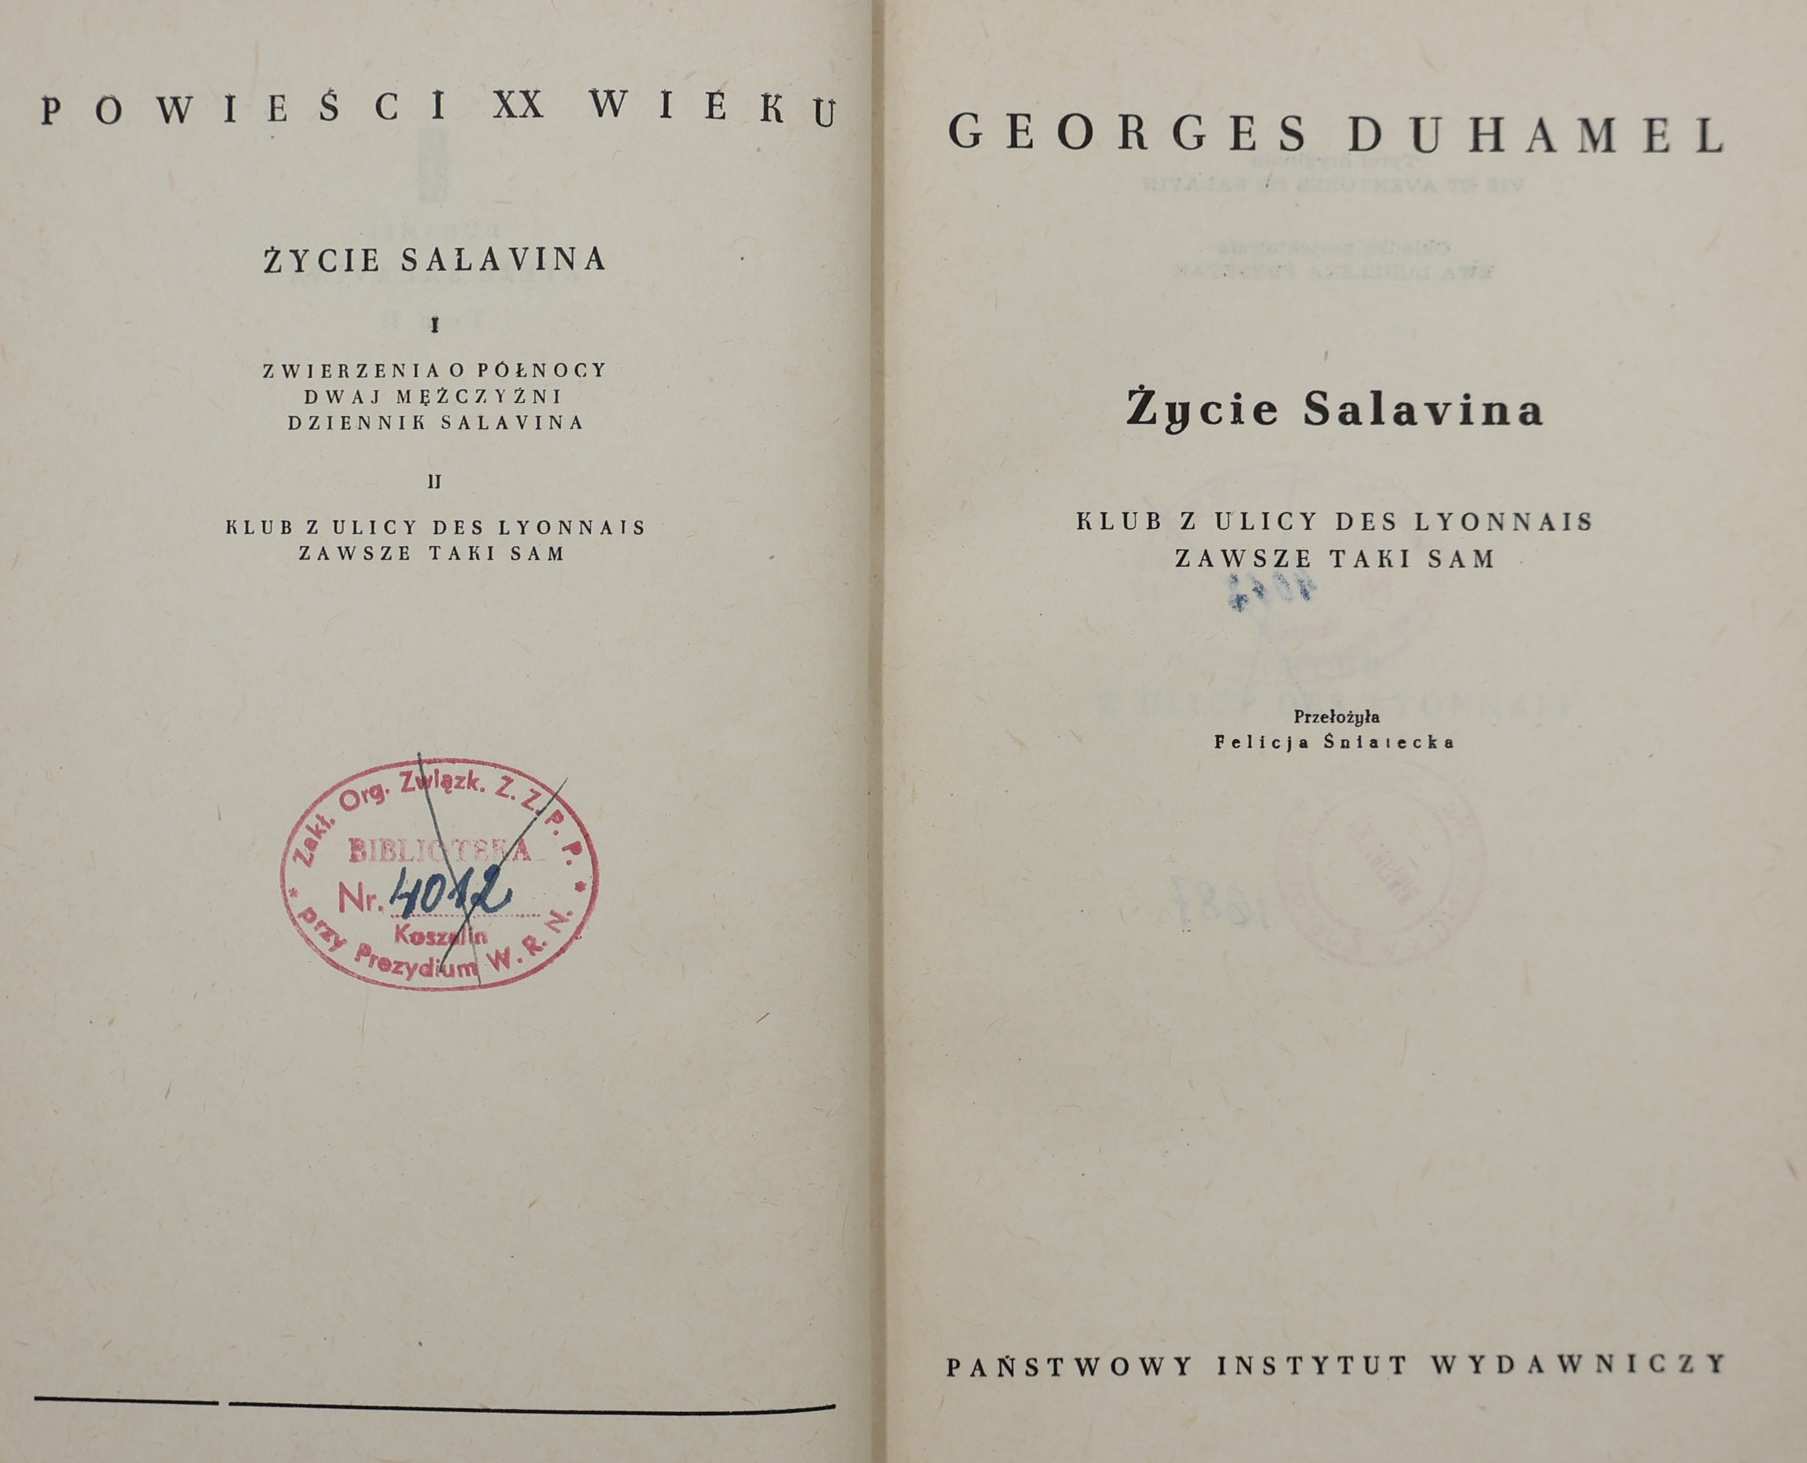 POWIEŚCI XX WIEKU
ŻYCIE SALAVINA
I
ZWIERZENIA O PÓŁNOCY
DWAJ MĘŻCZYŹNI
DZIENNIK SALAVINA
II
KLUB Z ULICY DES LYONNAIS
ZAWSZE TAKI SAM
Zakł. Org. Związk. Z. Z. P. P.
BIBLIOTEKA
Nr. 4012
Koszalin
przy Prezydium W. R. N.
GEORGES DUHAMEL
Życie Salavina
KLUB Z ULICY DES LYONNAIS
ZAWSZE TAKI SAM
Przełożyła
Felicja Śniatecka
PAŃSTWOWY INSTYTUT WYDAWNICZY